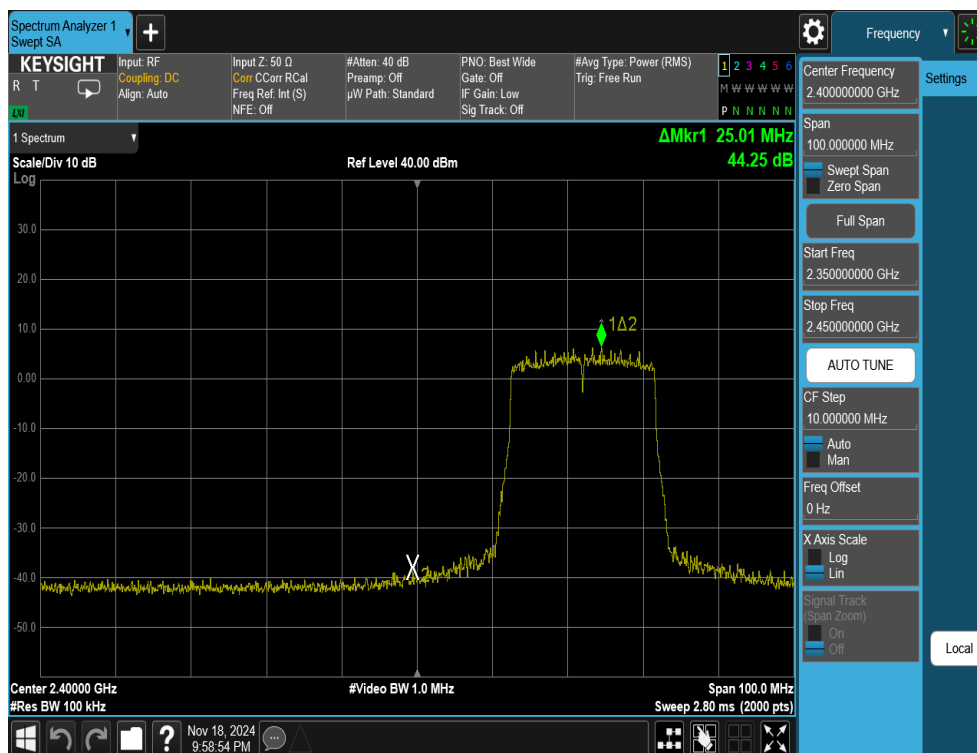 Spectrum Analyzer 1
Swept SA
Frequency
KEYSIGHT
R T
LXI
Input: RF
Coupling: DC
Align: Auto
Input Z: 50 Ω
Corr CCorr RCal
Freq Ref: Int (S)
NFE: Off
#Atten: 40 dB
Preamp: Off
µW Path: Standard
PNO: Best Wide
Gate: Off
IF Gain: Low
Sig Track: Off
#Avg Type: Power (RMS)
Trig: Free Run
1 2 3 4 5 6
M W W W W W
P N N N N N
1 Spectrum
ΔMkr1 25.01 MHz
Scale/Div 10 dB
Ref Level 40.00 dBm
44.25 dB
Log
30.0
20.0
10.0
1Δ2
0.00
-10.0
-20.0
-30.0
X2
-40.0
-50.0
Center 2.40000 GHz
#Video BW 1.0 MHz
Span 100.0 MHz
#Res BW 100 kHz
Sweep 2.80 ms (2000 pts)
Center Frequency
2.400000000 GHz
Settings
Span
100.000000 MHz
Swept Span
Zero Span
Full Span
Start Freq
2.350000000 GHz
Stop Freq
2.450000000 GHz
AUTO TUNE
CF Step
10.000000 MHz
Auto
Man
Freq Offset
0 Hz
X Axis Scale
Log
Lin
Signal Track
(Span Zoom)
On
Off
Local
?
Nov 18, 2024
9:58:54 PM